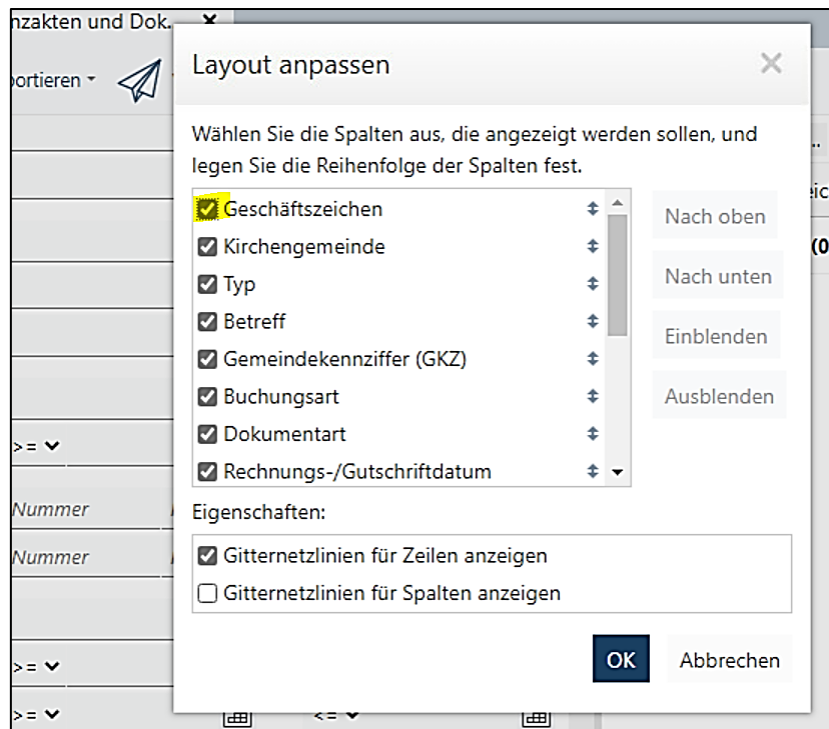 nzakten und Dok.
Layout anpassen
portieren
Wählen Sie die Spalten aus, die angezeigt werden sollen, und
legen Sie die Reihenfolge der Spalten fest.
Geschäftszeichen
Nach oben
Kirchengemeinde
(0
Typ
Nach unten
Betreff
Einblenden
Gemeindekennziffer (GKZ)
Buchungsart
Ausblenden
Dokumentart
>=
Rechnungs-/Gutschriftdatum
Nummer
Eigenschaften:
Nummer
Gitternetzlinien für Zeilen anzeigen
Gitternetzlinien für Spalten anzeigen
OK Abbrechen
>=
>= <=